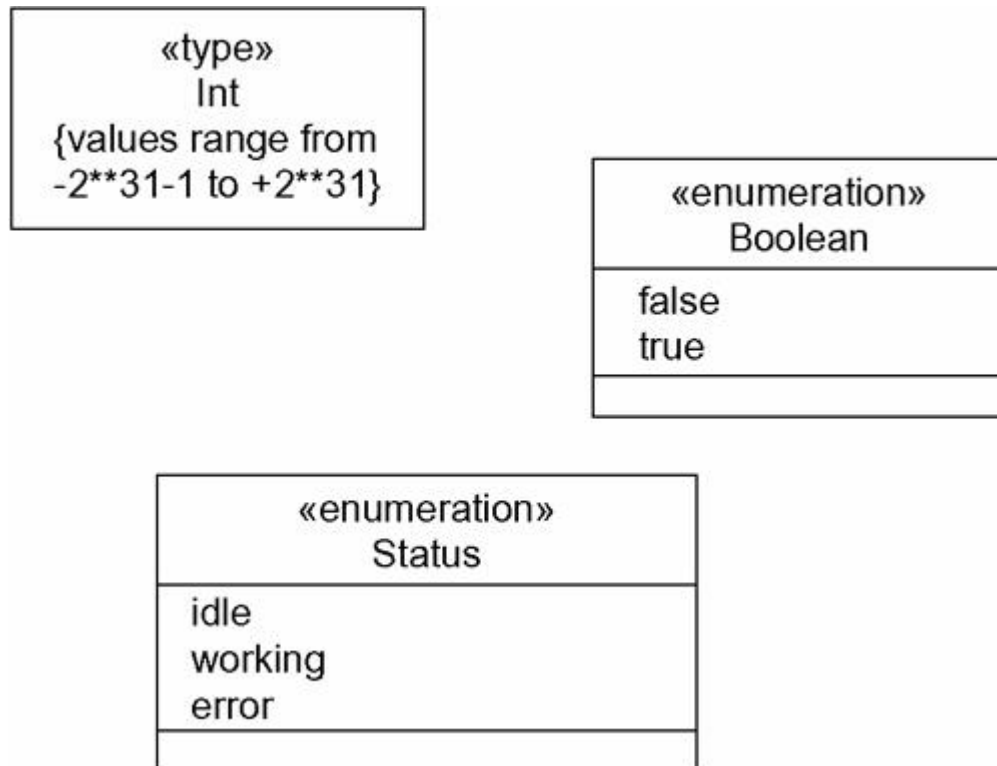 «type»
Int
{values range from
-2**31-1 to +2**31}
«enumeration»
Boolean
false
true
«enumeration»
Status
idle
working
error